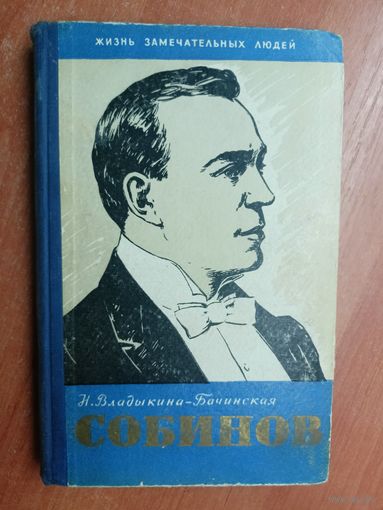 ЖИЗНЬ ЗАМЕЧАТЕЛЬНЫХ ЛЮДЕЙ
Н. Владыкина-Бачинская
СОБИНОВ